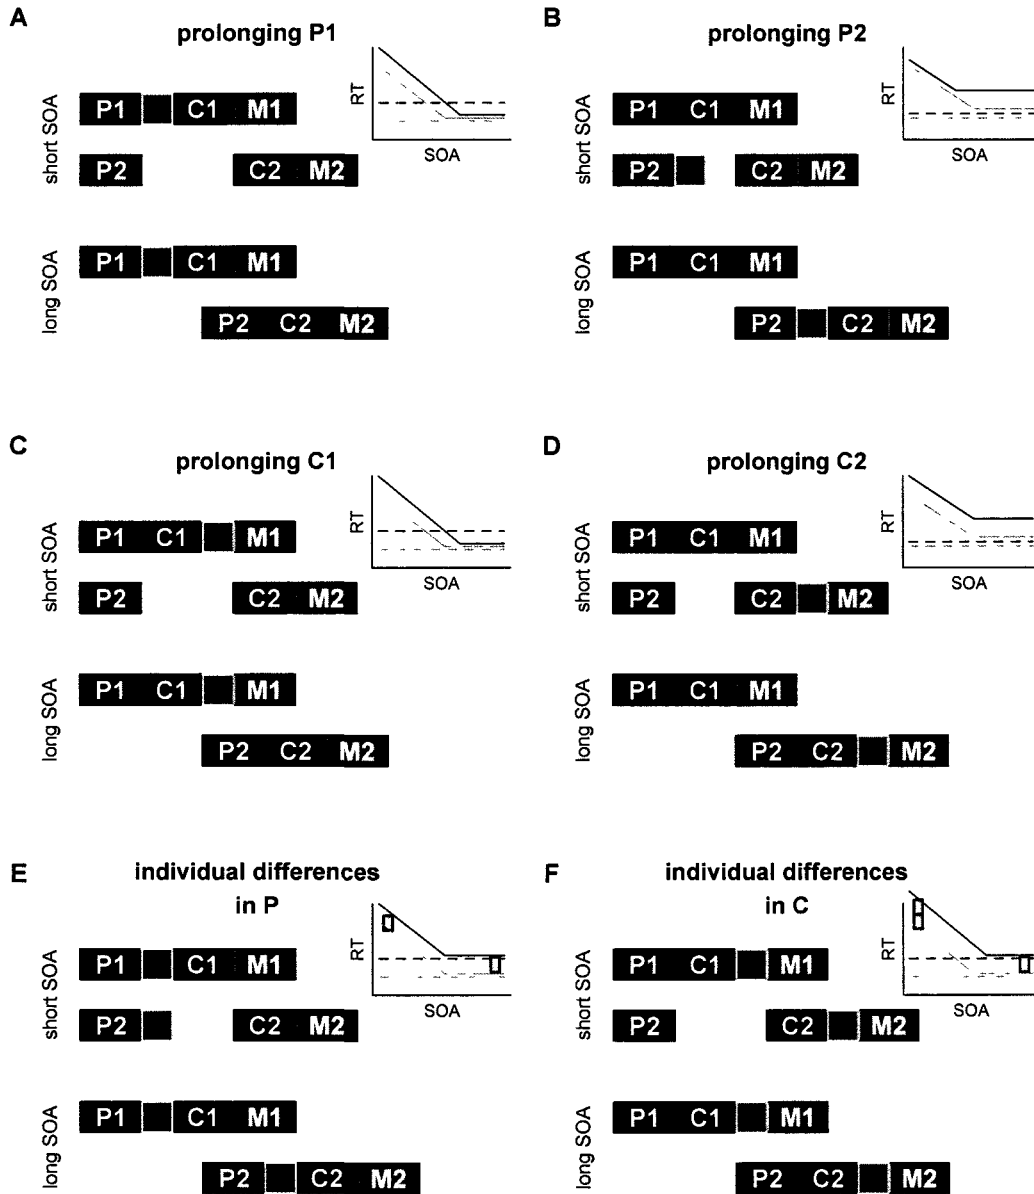 A
prolonging P1
short SOA
P1 C1 M1
P2 C2 M2
RT
SOA
long SOA
P1 C1 M1
P2 C2 M2
B
prolonging P2
short SOA
P1 C1 M1
P2 C2 M2
RT
SOA
long SOA
P1 C1 M1
P2 C2 M2
C
prolonging C1
short SOA
P1 C1 M1
P2 C2 M2
RT
SOA
long SOA
P1 C1 M1
P2 C2 M2
D
prolonging C2
short SOA
P1 C1 M1
P2 C2 M2
RT
SOA
long SOA
P1 C1 M1
P2 C2 M2
E
individual differences
in P
short SOA
P1 C1 M1
P2 C2 M2
RT
SOA
long SOA
P1 C1 M1
P2 C2 M2
F
individual differences
in C
short SOA
P1 C1 M1
P2 C2 M2
RT
SOA
long SOA
P1 C1 M1
P2 C2 M2